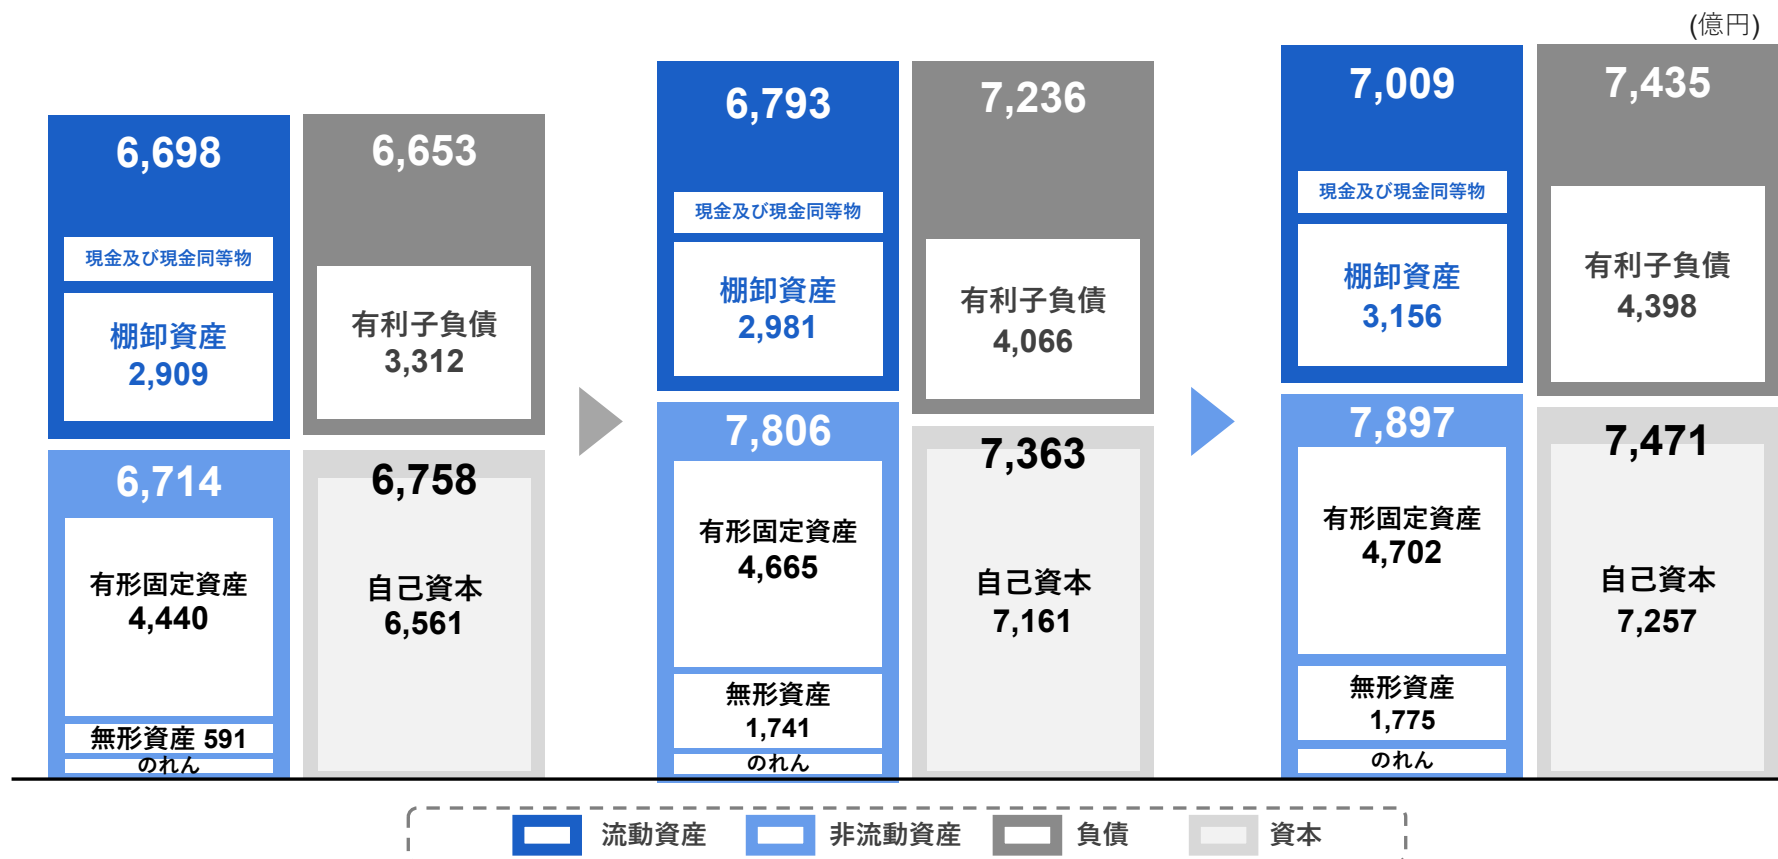 (億円)
6,698
現金及び現金同等物
棚卸資産
2,909
6,714
有形固定資産
4,440
無形資産 591
のれん
6,653
有利子負債
3,312
6,758
自己資本
6,561
6,793
現金及び現金同等物
棚卸資産
2,981
7,806
有形固定資産
4,665
無形資産
1,741
のれん
7,236
有利子負債
4,066
7,363
自己資本
7,161
7,009
現金及び現金同等物
棚卸資産
3,156
7,897
有形固定資産
4,702
無形資産
1,775
のれん
7,435
有利子負債
4,398
7,471
自己資本
7,257
流動資産
非流動資産
負債
資本